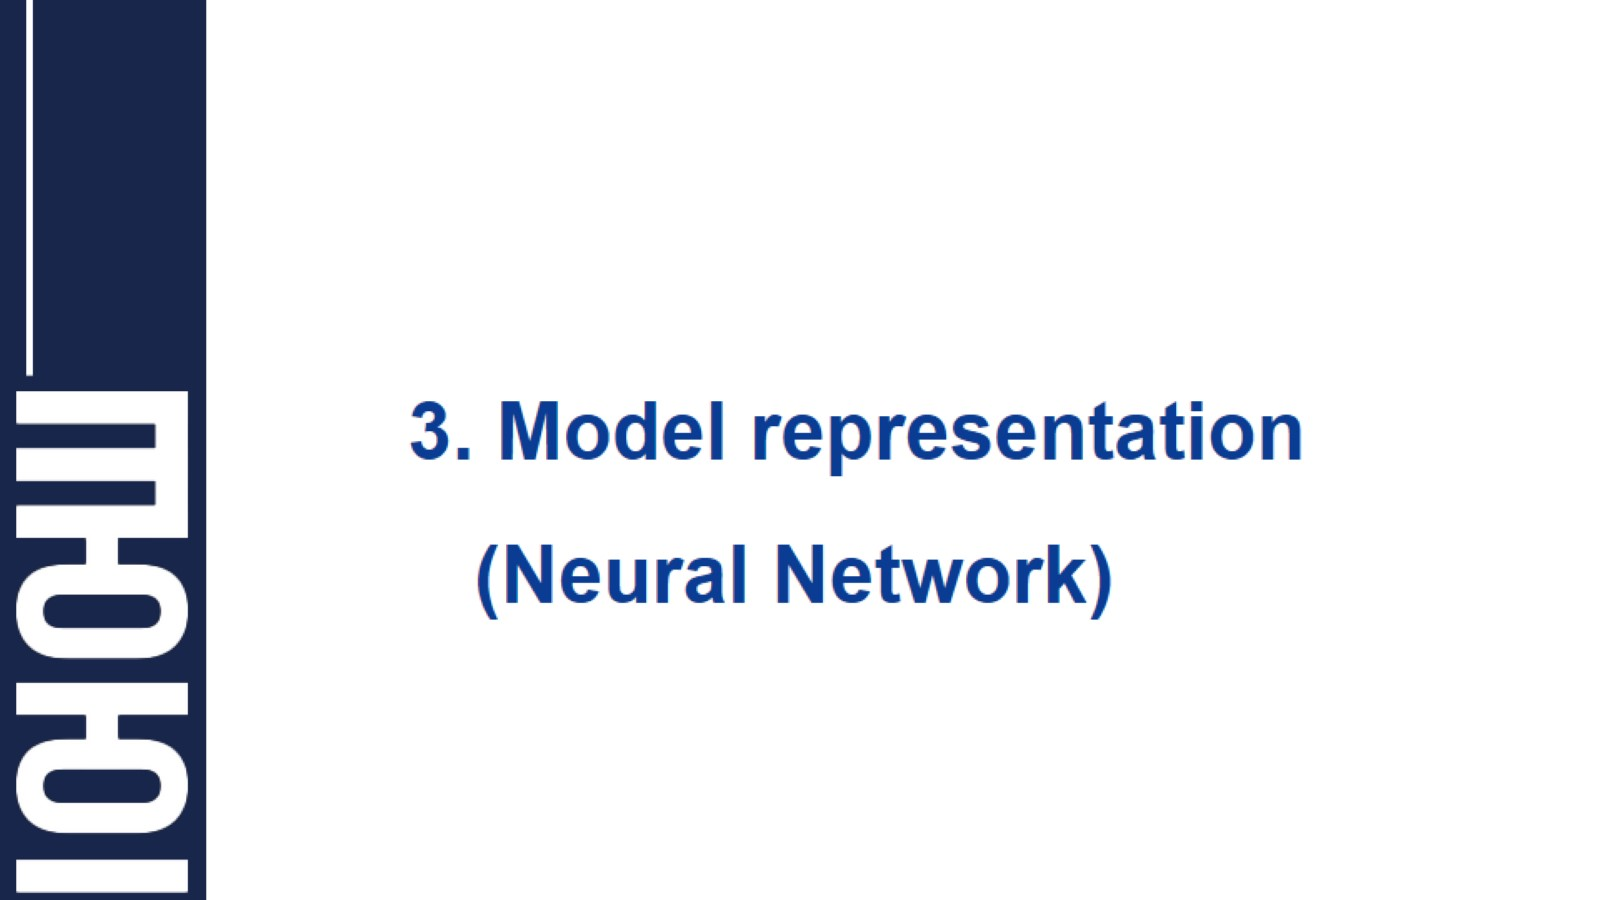 3. Model representation
(Neural Network)